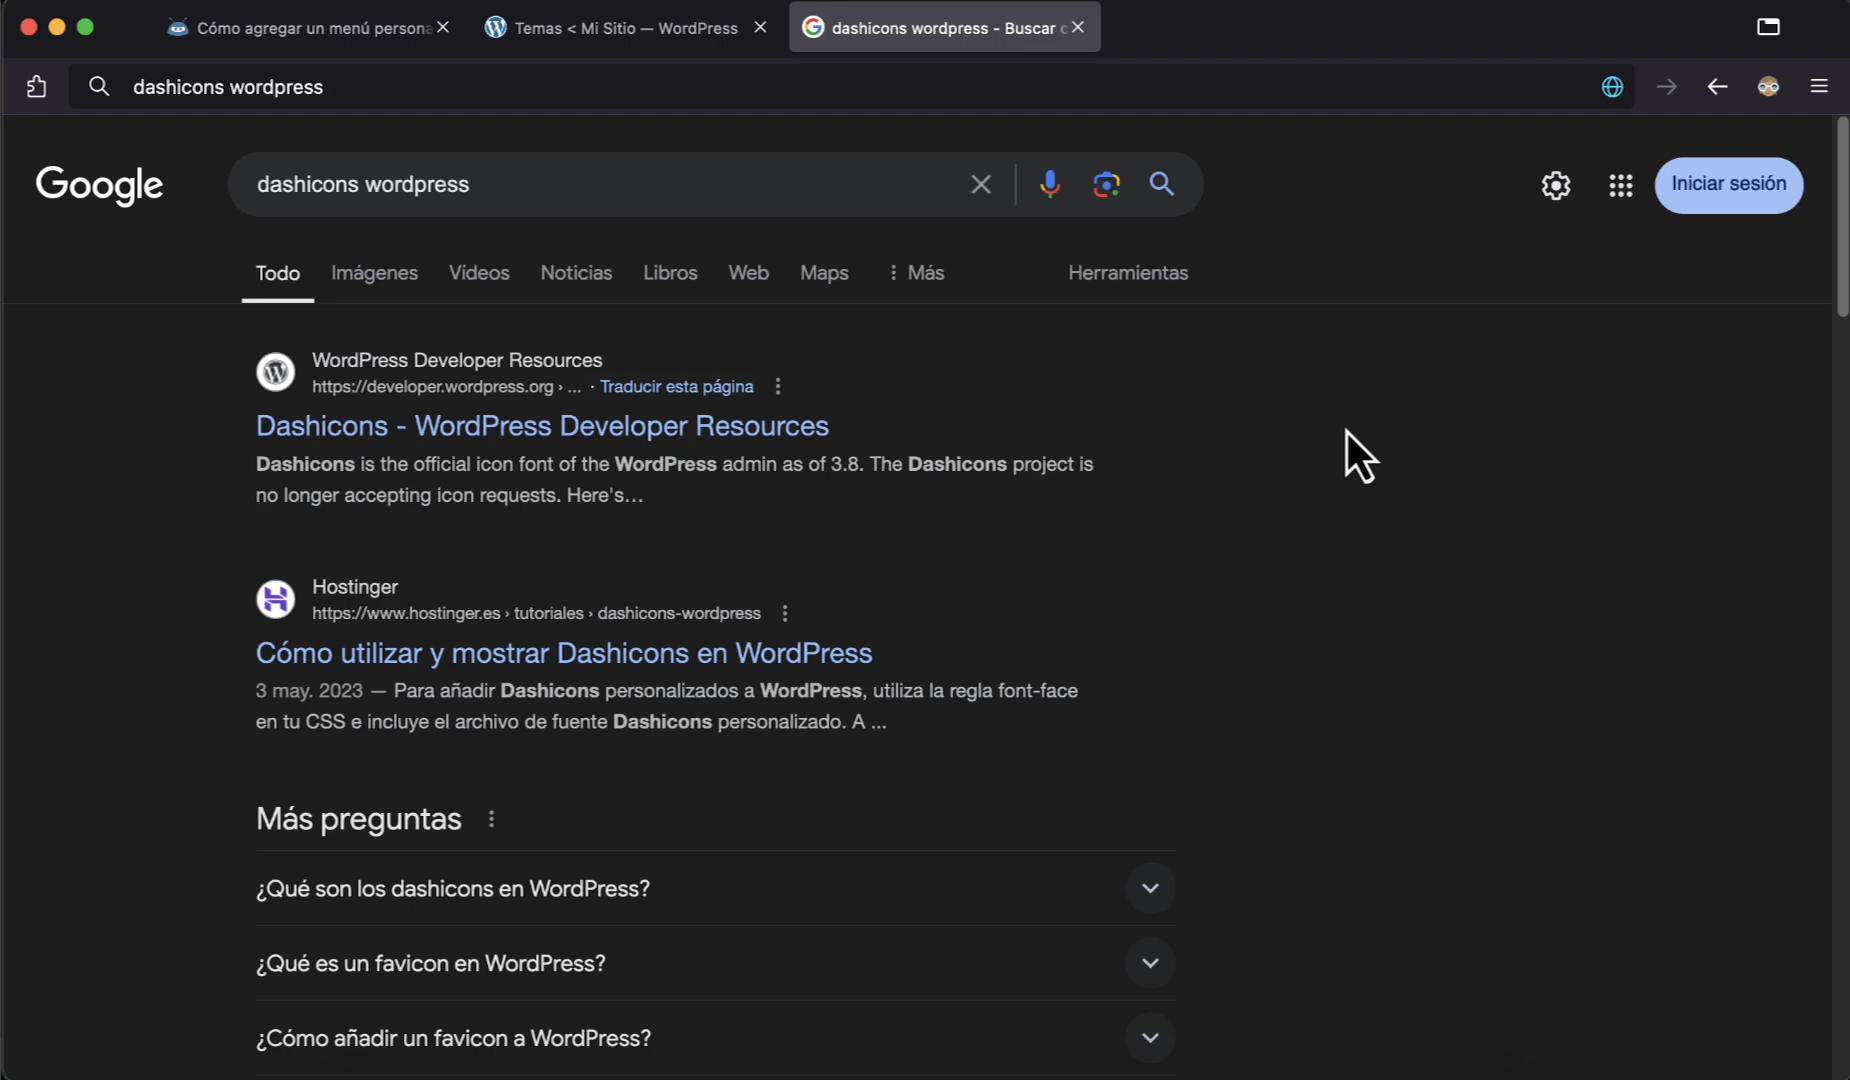 Cómo agregar un menú persona
Temas < Mi Sitio — WordPress
dashicons wordpress - Buscar c
dashicons wordpress
Google
dashicons wordpress
Iniciar sesión
Todo
Imágenes
Vídeos
Noticias
Libros
Web
Maps
Más
Herramientas
WordPress Developer Resources
https://developer.wordpress.org › ... · Traducir esta página
Dashicons - WordPress Developer Resources
Dashicons is the official icon font of the WordPress admin as of 3.8. The Dashicons project is
no longer accepting icon requests. Here's...
Hostinger
https://www.hostinger.es › tutoriales › dashicons-wordpress
Cómo utilizar y mostrar Dashicons en WordPress
3 may. 2023 — Para añadir Dashicons personalizados a WordPress, utiliza la regla font-face
en tu CSS e incluye el archivo de fuente Dashicons personalizado. A ...
Más preguntas
¿Qué son los dashicons en WordPress?
¿Qué es un favicon en WordPress?
¿Cómo añadir un favicon a WordPress?